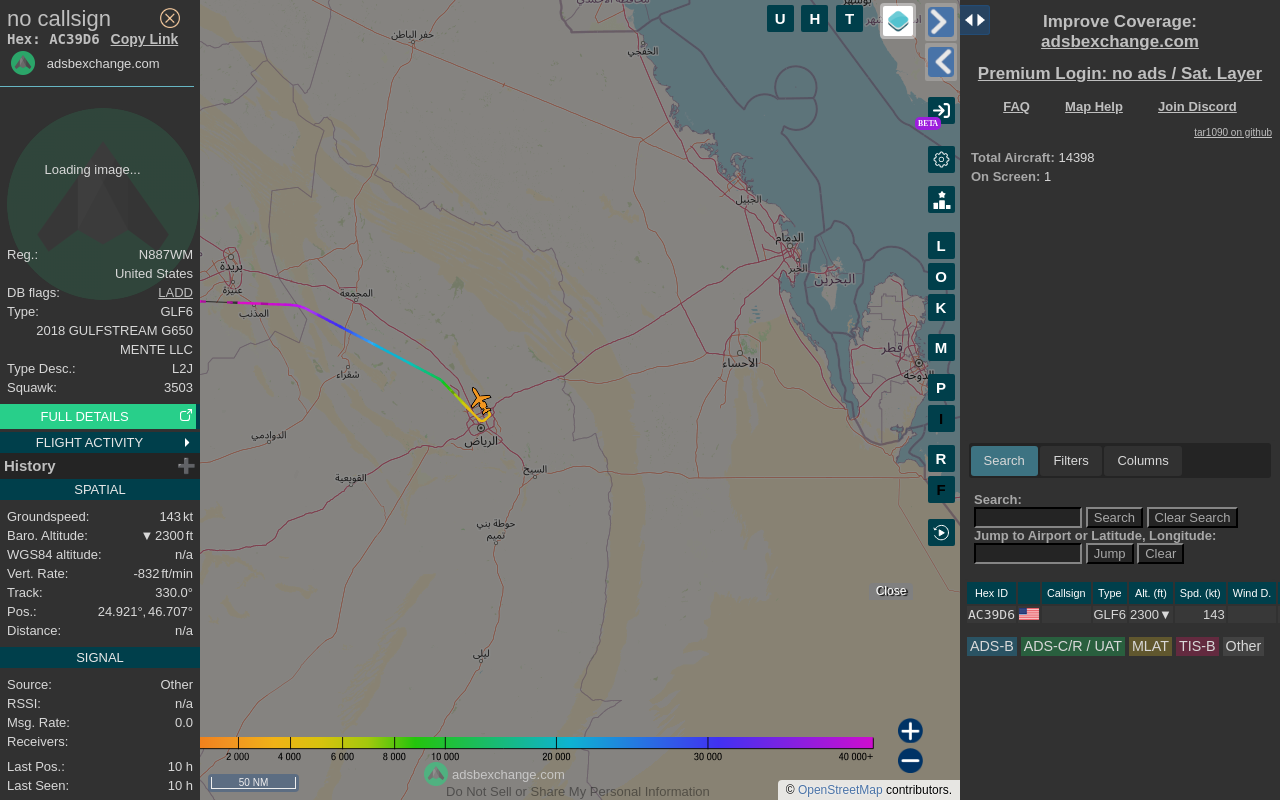 no callsign
Hex: AC39D6 Copy Link
adsbexchange.com
Loading image...
Reg.: N887WM
United States
DB flags: LADD
Type: GLF6
2018 GULFSTREAM G650
MENTE LLC
Type Desc.: L2J
Squawk: 3503
FULL DETAILS
FLIGHT ACTIVITY
History
SPATIAL
Groundspeed: 143 kt
Baro. Altitude: ▼ 2300 ft
WGS84 altitude: n/a
Vert. Rate: -832 ft/min
Track: 330.0°
Pos.: 24.921°, 46.707°
Distance: n/a
SIGNAL
Source: Other
RSSI: n/a
Msg. Rate: 0.0
Receivers:
Last Pos.: 10 h
Last Seen: 10 h
حفر الباطن
الخفجي
الجبيل
الدمام
الخبر
البحرين
قطر
الدوحة
بريدة
عنيزة
المذنب
المجمعة
شقراء
الأحساء
الرياض
الدوادمي
القويعية
السيح
حوطة بني
تميم
ليلى
U H T
BETA
L
O
K
M
P
I
R
F
Close
2 000 4 000 6 000 8 000 10 000 20 000 30 000 40 000+
50 NM
adsbexchange.com
Do Not Sell or Share My Personal Information
© OpenStreetMap contributors.
Improve Coverage:
adsbexchange.com
Premium Login: no ads / Sat. Layer
FAQ Map Help Join Discord
tar1090 on github
Total Aircraft: 14398
On Screen: 1
Search Filters Columns
Search:
Search Clear Search
Jump to Airport or Latitude, Longitude:
Jump Clear
Hex ID Callsign Type Alt. (ft) Spd. (kt) Wind D.
AC39D6 GLF6 2300▼ 143
ADS-B ADS-C/R / UAT MLAT TIS-B Other